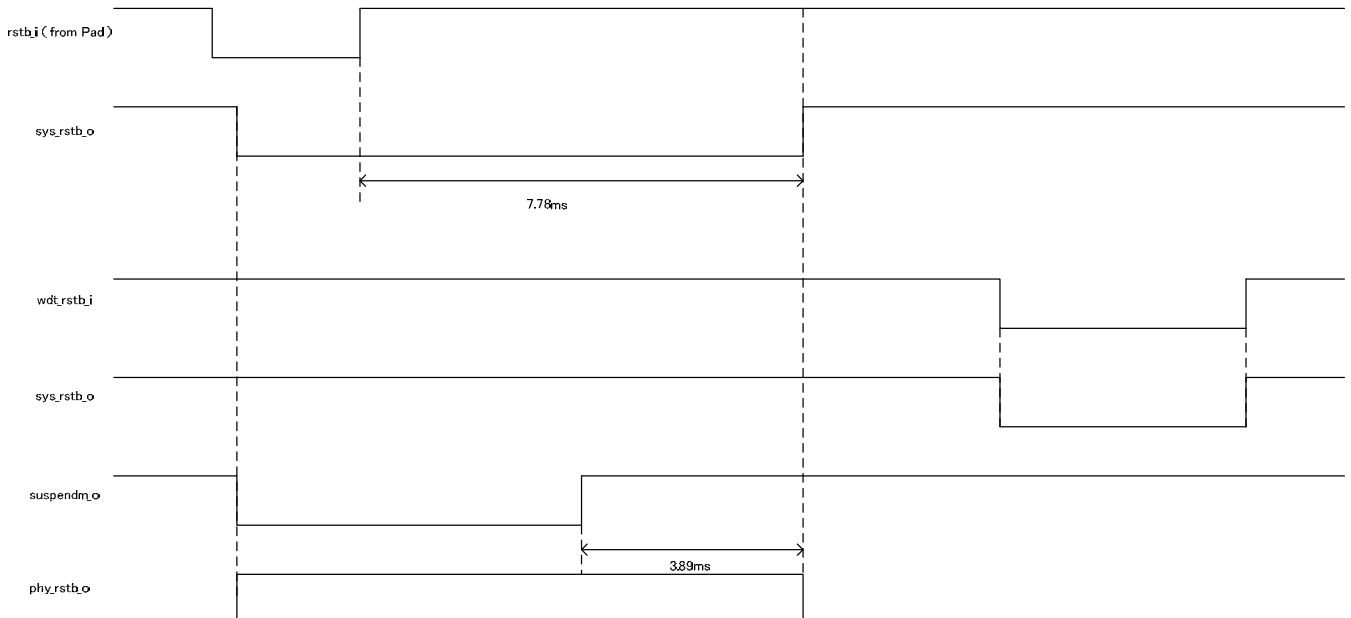 rstb_i ( from Pad )
sys_rstb_o
7.78ms
wdt_rstb_i
sys_rstb_o
suspendm_o
3.89ms
phy_rstb_o